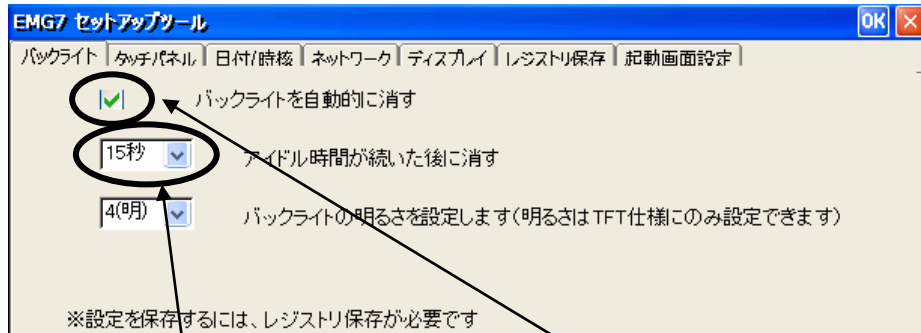 EMG7 セットアップツール OK
バックライト タッチパネル 日付/時核 ネットワーク ディスプレイ レジストリ保存 起動画面設定
バックライトを自動的に消す
15秒 アイドル時間が続いた後に消す
4(明) バックライトの明るさを設定します(明るさはTFT仕様にのみ設定できます)
※設定を保存するには、レジストリ保存が必要です